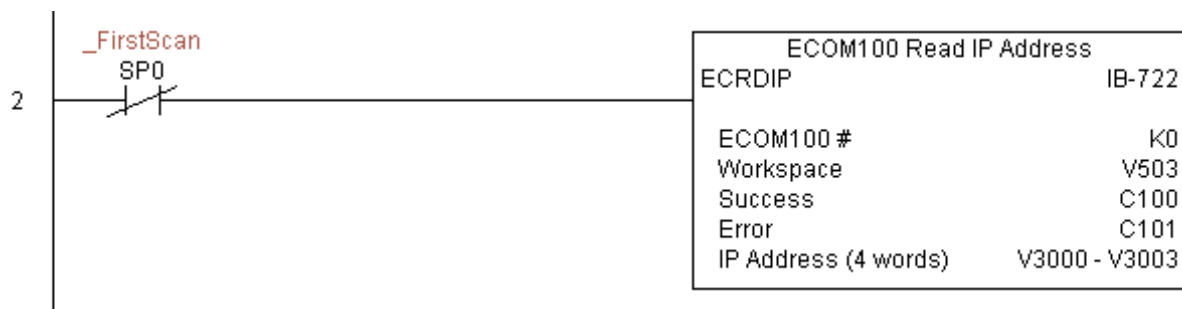 _FirstScan
SP0
2
ECOM100 Read IP Address
ECRDIP IB-722
ECOM100 # K0
Workspace V503
Success C100
Error C101
IP Address (4 words) V3000 - V3003